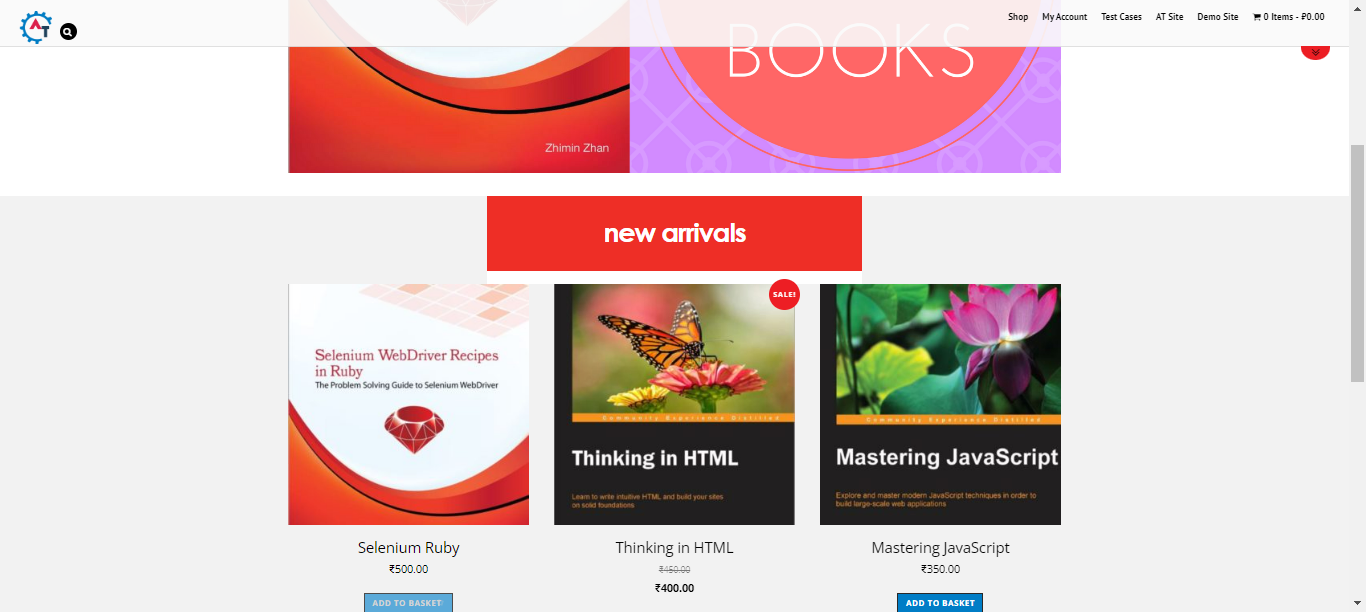 AT
Shop My Account Test Cases AT Site Demo Site 0 Items - ₽0.00
BOOKS
Zhimin Zhan
new arrivals
SALE!
Selenium WebDriver Recipes
in Ruby
The Problem Solving Guide to Selenium WebDriver
Community Experience Distilled
Thinking in HTML
Learn to write intuitive HTML and build your sites
on solid foundations
Community Experience Distilled
Mastering JavaScript
Explore and master modern JavaScript techniques in order to
build large-scale web applications
Selenium Ruby
₹500.00
ADD TO BASKET
Thinking in HTML
₹450.00
₹400.00
Mastering JavaScript
₹350.00
ADD TO BASKET